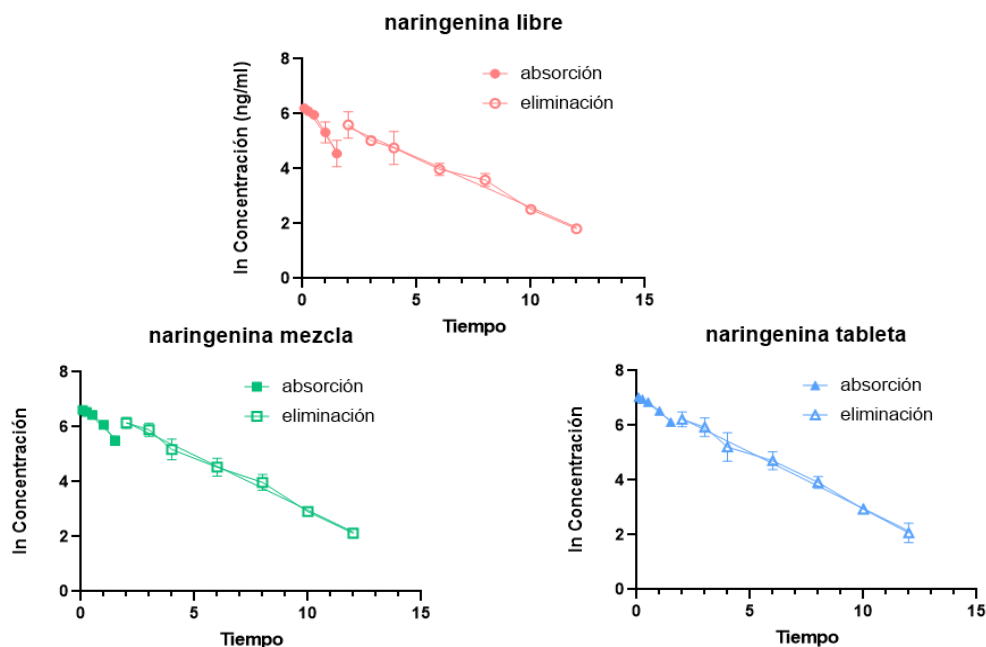 naringenina libre
absorción
eliminación
ln Concentración (ng/ml)
8
6
4
2
0
0 5 10 15
Tiempo
naringenina mezcla
absorción
eliminación
ln Concentración
8
6
4
2
0
0 5 10 15
Tiempo
naringenina tableta
absorción
eliminación
ln Concentración
8
6
4
2
0
0 5 10 15
Tiempo